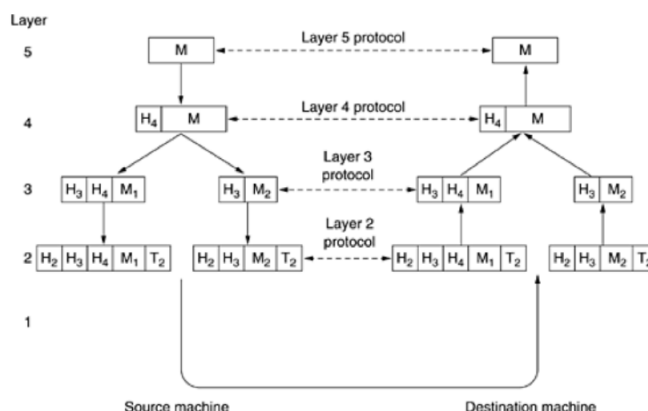 Layer
5 M Layer 5 protocol M
4 H4 M Layer 4 protocol H4 M
Layer 3
protocol
3 H3 H4 M1 H3 M2 H3 H4 M1 H3 M2
Layer 2
protocol
2 H2 H3 H4 M1 T2 H2 H3 M2 T2 H2 H3 H4 M1 T2 H2 H3 M2 T2
1
Source machine Destination machine